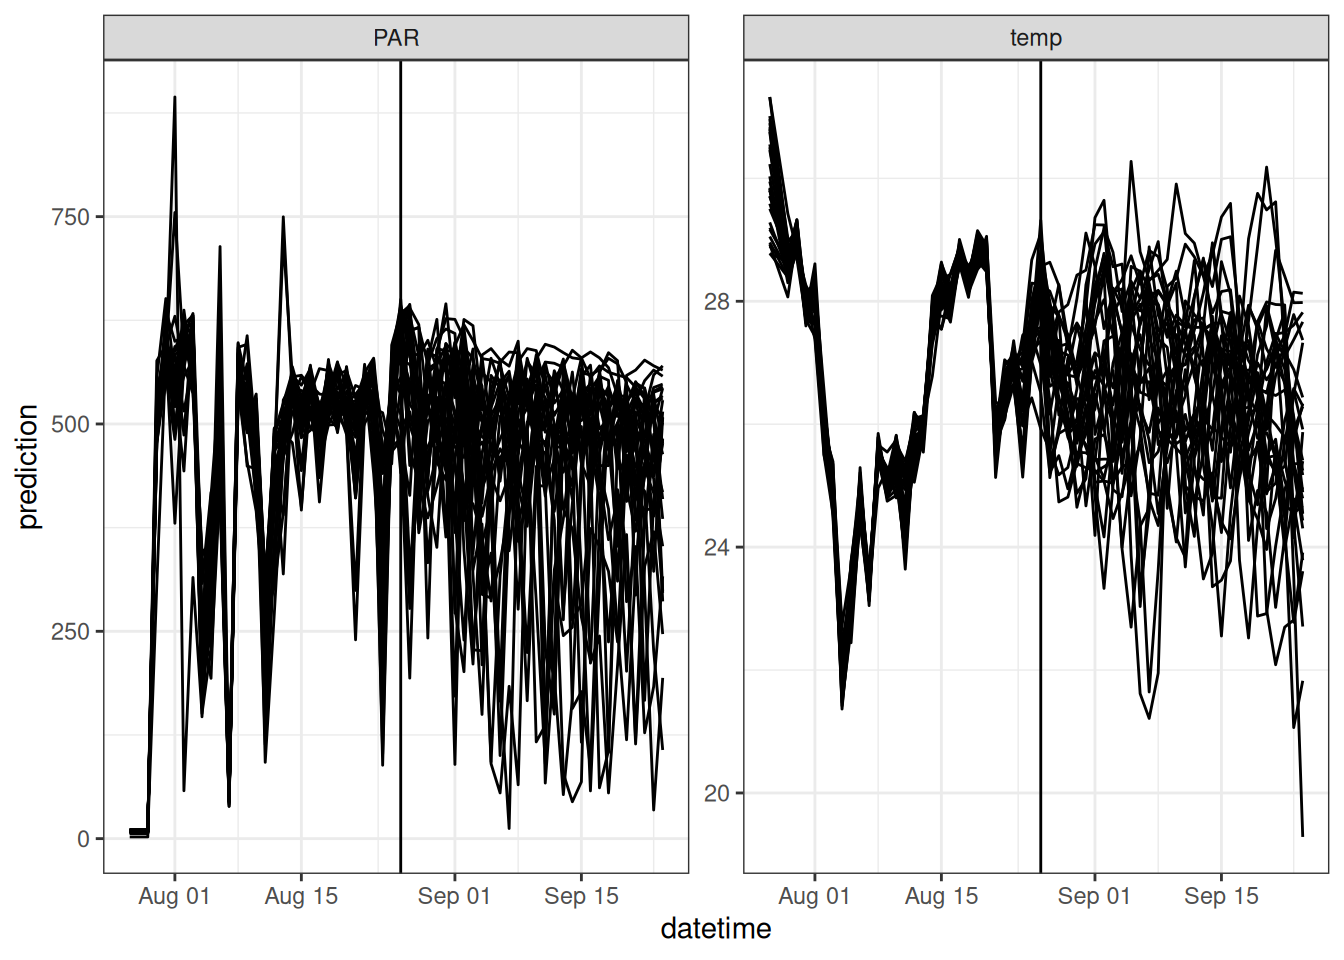 PAR
temp
prediction
750
500
250
0
28
24
20
Aug 01 Aug 15 Sep 01 Sep 15
Aug 01 Aug 15 Sep 01 Sep 15
datetime